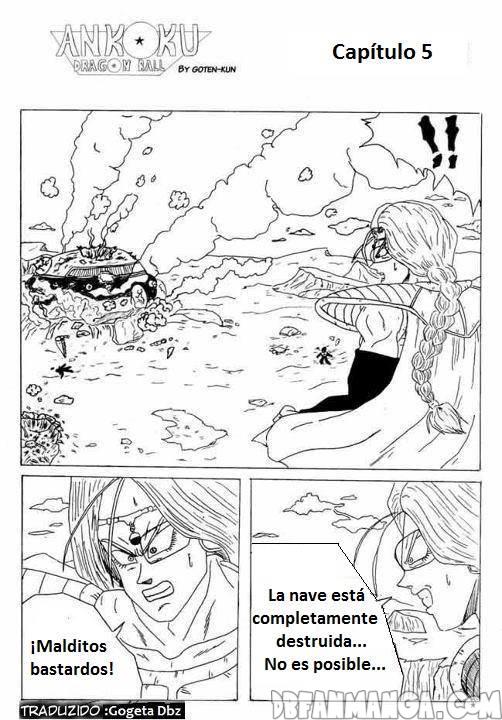 ANKOKU
DRAGON BALL
BY GOTEN-KUN
Capítulo 5
!!
¡Malditos
bastardos!
La nave está
completamente
destruida...
No es posible...
TRADUZIDO :Gogeta Dbz
DBFANMANGA.COM